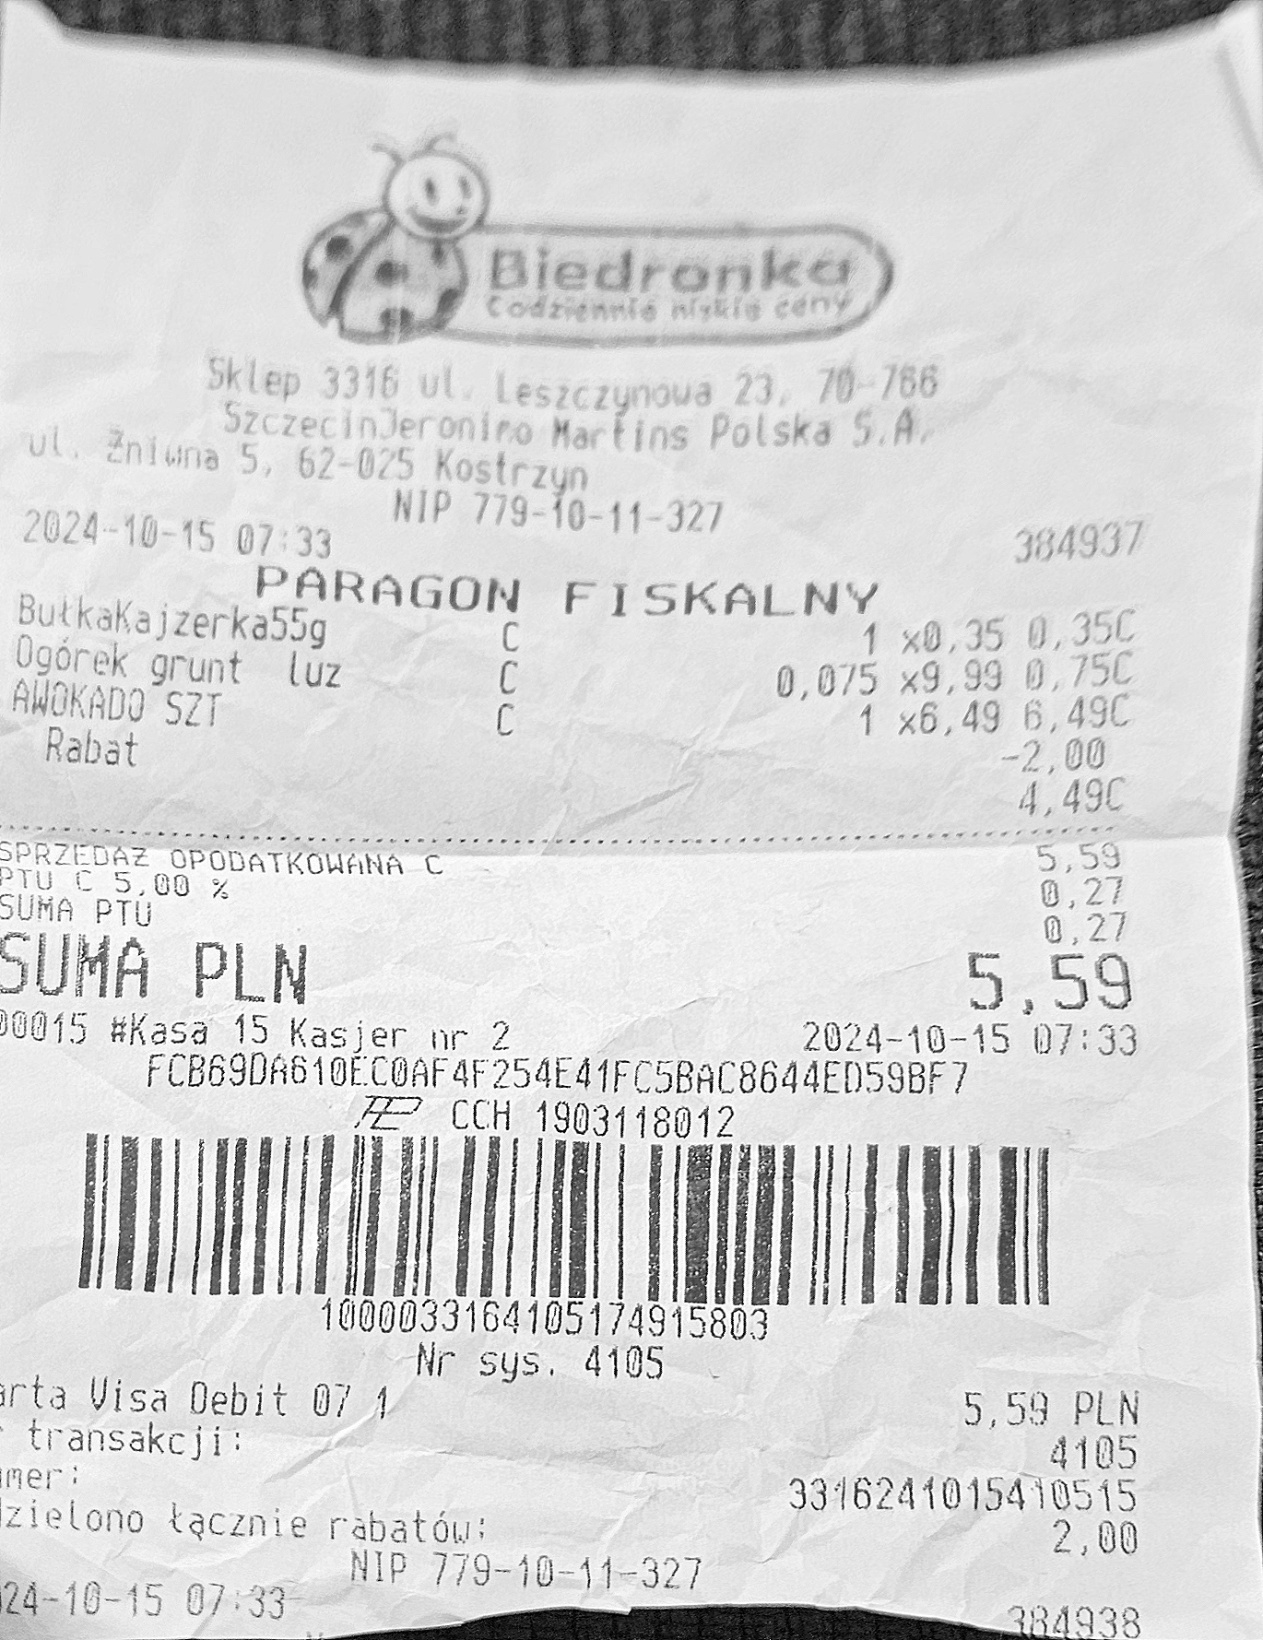 Biedronka
Codziennie niskie ceny
Sklep 3316 ul. Leszczynowa 23, 70-766
SzczecinJeronimo Martins Polska S.A.
ul. Żniwna 5, 62-025 Kostrzyn
NIP 779-10-11-327
2024-10-15 07:33 384937
PARAGON FISKALNY
BułkaKajzerka55g C 1 x0,35 0,35C
Ogórek grunt luz C 0,075 x9,99 0,75C
AWOKADO SZT C 1 x6,49 6,49C
Rabat -2,00
4,49C
SPRZEDAŻ OPODATKOWANA C 5,59
PTU C 5,00 % 0,27
SUMA PTU 0,27
SUMA PLN 5,59
00015 #Kasa 15 Kasjer nr 2 2024-10-15 07:33
FCB69DA610EC0AF4F254E41FC5BAC8644ED59BF7
CCH 1903118012
1000033164105174915803
Nr sys. 4105
arta Visa Debit 07 1 5,59 PLN
r transakcji: 4105
umer: 3316241015410515
dzielono łącznie rabatów: 2,00
NIP 779-10-11-327
024-10-15 07:33 384938